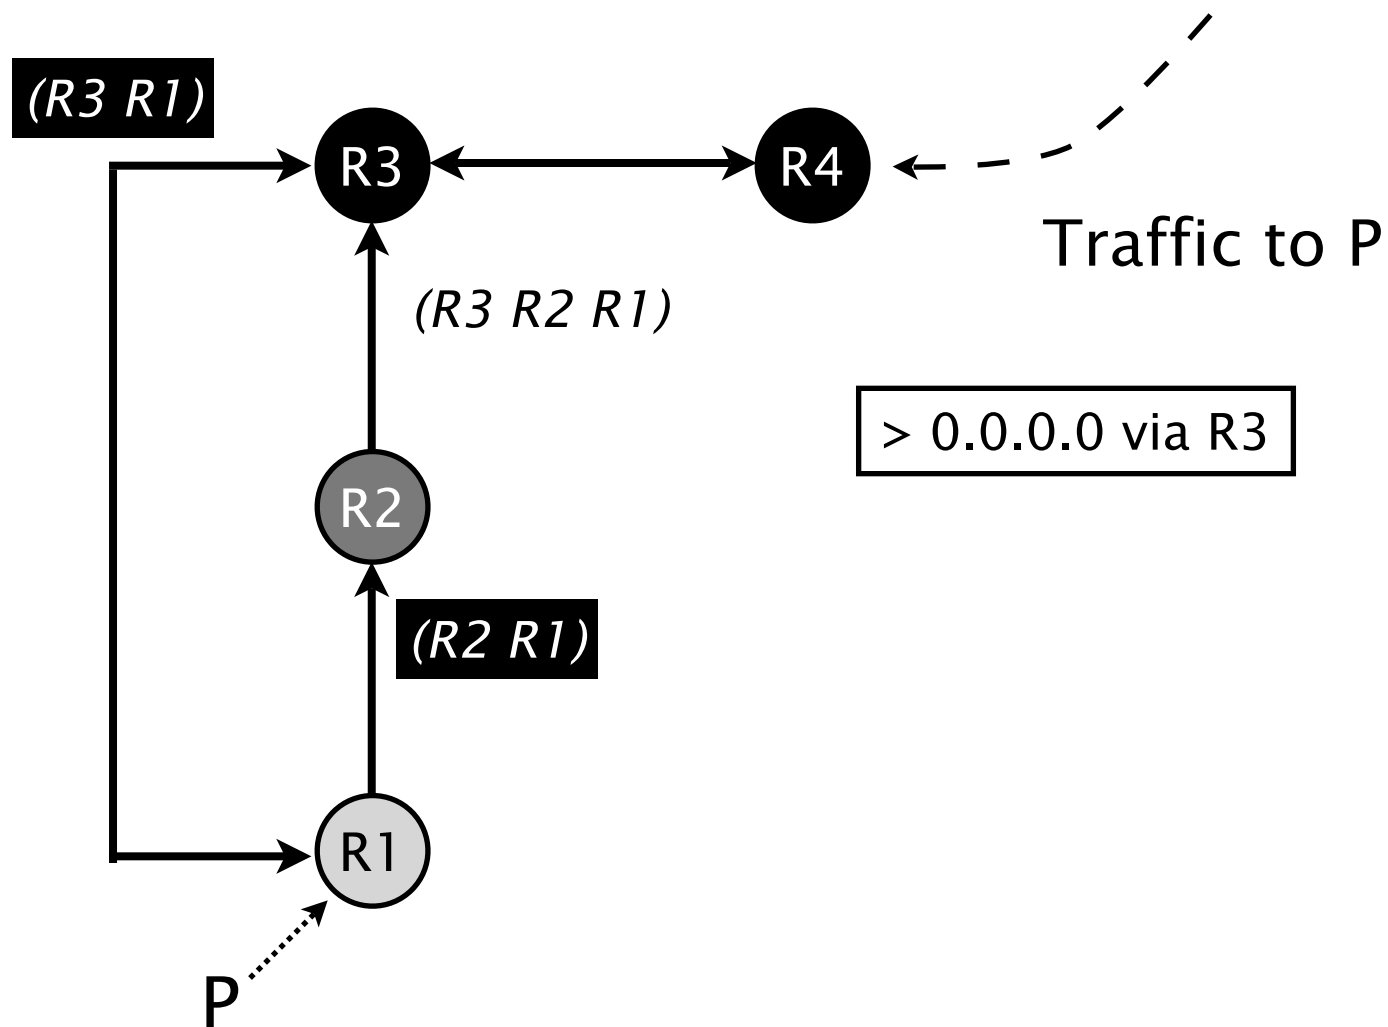 (R3 R1)
R3
R4
Traffic to P
(R3 R2 R1)
> 0.0.0.0 via R3
R2
(R2 R1)
R1
P